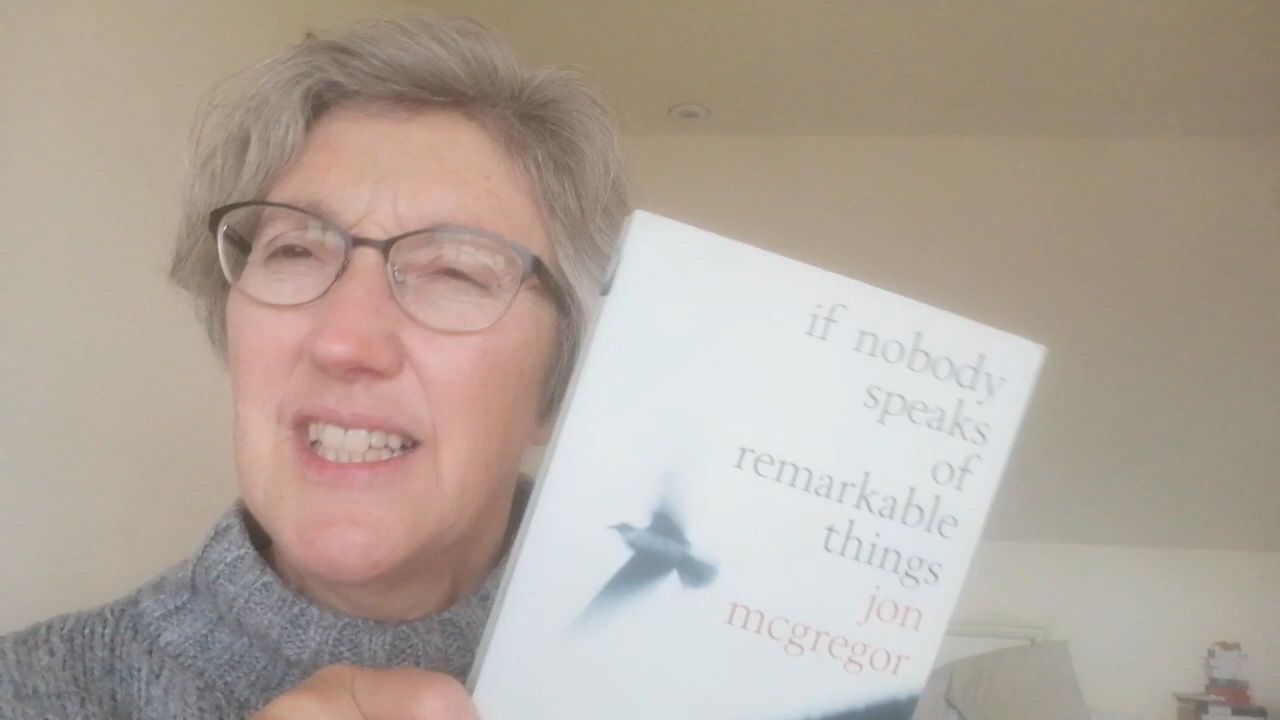 if nobody
speaks
of
remarkable
things
jon
mcgregor